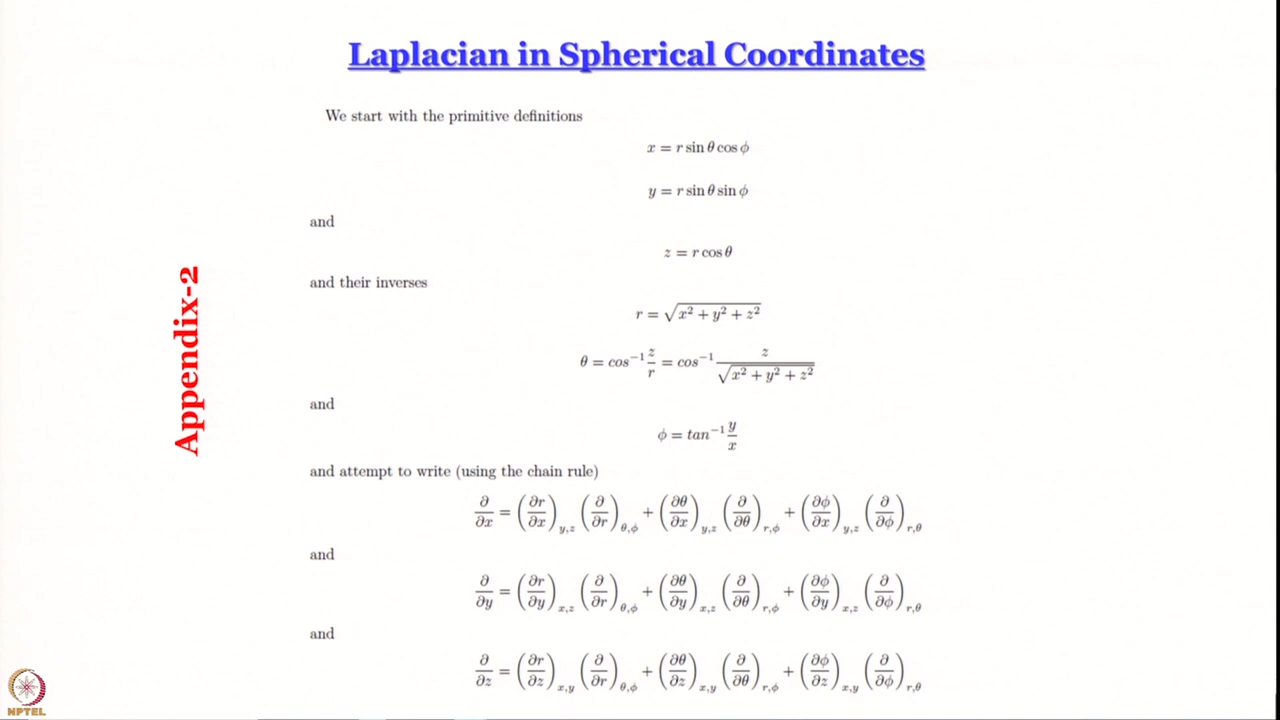 Laplacian in Spherical Coordinates
Appendix-2
We start with the primitive definitions
x = r sin θ cos ϕ
y = r sin θ sin ϕ
and
z = r cos θ
and their inverses
r = √(x² + y² + z²)
θ = cos⁻¹ z/r = cos⁻¹ z/√(x² + y² + z²)
and
ϕ = tan⁻¹ y/x
and attempt to write (using the chain rule)
∂/∂x = (∂r/∂x)_{y,z} (∂/∂r)_{θ,ϕ} + (∂θ/∂x)_{y,z} (∂/∂θ)_{r,ϕ} + (∂ϕ/∂x)_{y,z} (∂/∂ϕ)_{r,θ}
and
∂/∂y = (∂r/∂y)_{x,z} (∂/∂r)_{θ,ϕ} + (∂θ/∂y)_{x,z} (∂/∂θ)_{r,ϕ} + (∂ϕ/∂y)_{x,z} (∂/∂ϕ)_{r,θ}
and
∂/∂z = (∂r/∂z)_{x,y} (∂/∂r)_{θ,ϕ} + (∂θ/∂z)_{x,y} (∂/∂θ)_{r,ϕ} + (∂ϕ/∂z)_{x,y} (∂/∂ϕ)_{r,θ}
NPTEL